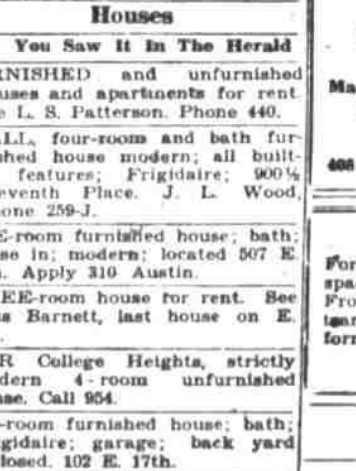 Houses
You Saw It In The Herald
RNISHED and unfurnished
uses and apartments for rent
e L. S. Patterson. Phone 440.
ALL, four-room and bath fur-
shed house modern; all built-
features; Frigidaire; 900½
eventh Place. J. L. Wood,
one 259-J.
E-room furnished house; bath;
se in; modern; located 507 E.
h. Apply 310 Austin.
EE-room house for rent. See
s Barnett, last house on E.
R College Heights, strictly
dern 4-room unfurnished
use. Call 954.
-room furnished house; bath;
igidaire; garage; back yard
closed. 102 E. 17th.
Ma
408
For
spa
Fro
tear
form